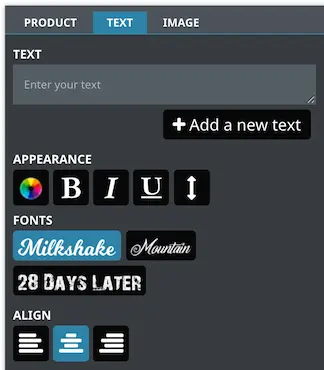 PRODUCT TEXT IMAGE
TEXT
Enter your text
+ Add a new text
APPEARANCE
B I U
FONTS
Milkshake Mountain
28 Days Later
ALIGN